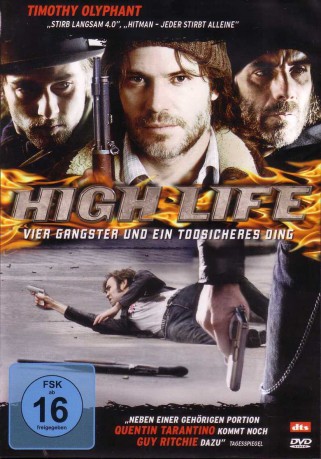 TIMOTHY OLYPHANT
„STIRB LANGSAM 4.0", „HITMAN - JEDER STIRBT ALLEINE"
HIGH LIFE
VIER GANGSTER UND EIN TODSICHERES DING
FSK
ab
16
freigegeben
„NEBEN EINER GEHÖRIGEN PORTION
QUENTIN TARANTINO KOMMT NOCH
GUY RITCHIE DAZU" TAGESSPIEGEL
dts
DVD